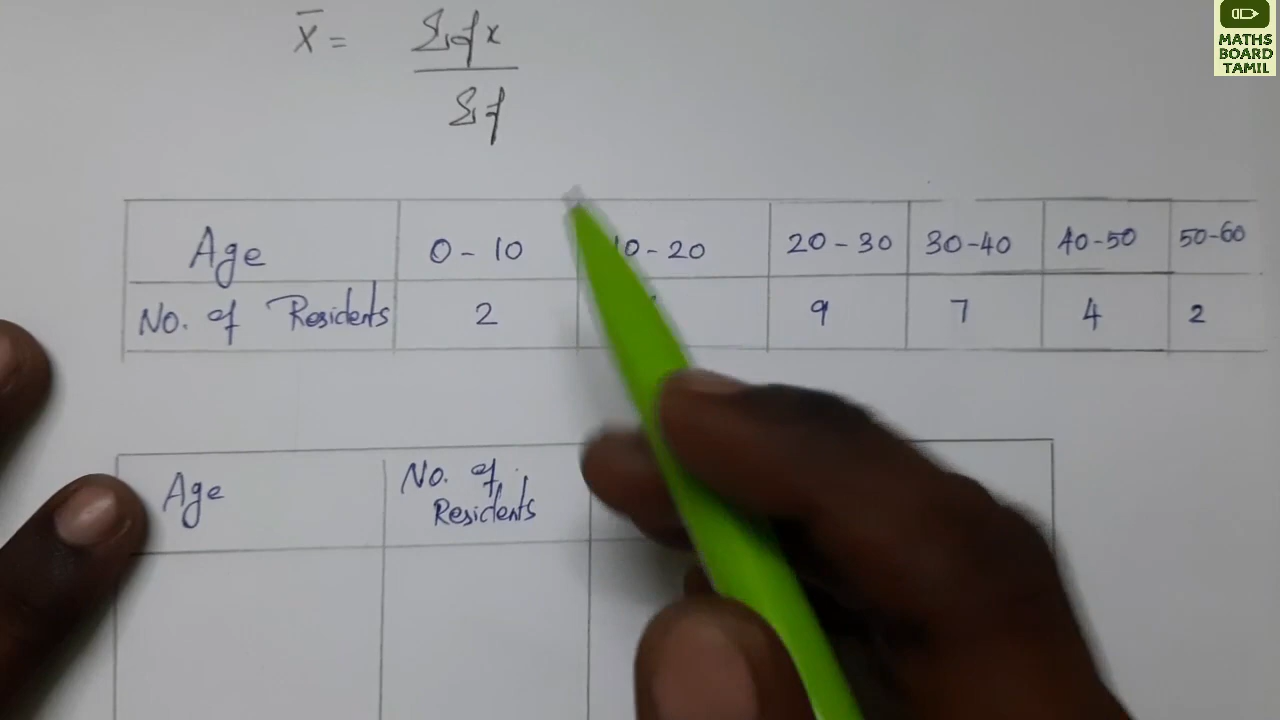 MATHS
BOARD
TAMIL
x̄ = Σfx
Σf
Age 0 - 10 10 - 20 20 - 30 30-40 40-50 50-60
No. of Residents 2 9 7 4 2
Age No. of
Residents